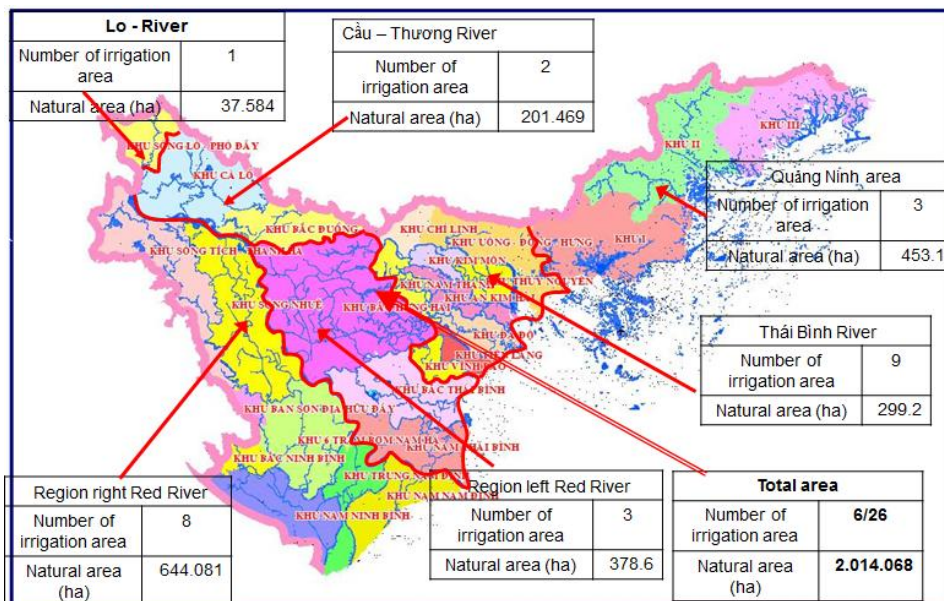 Lo - River
Number of irrigation area
1
Natural area (ha)
37.584
Cầu – Thương River
Number of irrigation area
2
Natural area (ha)
201.469
Quảng Nính area
Number of irrigation area
3
Natural area (ha)
453.1
Thái Bình River
Number of irrigation area
9
Natural area (ha)
299.2
Total area
Number of irrigation area
6/26
Natural area (ha)
2.014.068
Region left Red River
Number of irrigation area
3
Natural area (ha)
378.6
Region right Red River
Number of irrigation area
8
Natural area (ha)
644.081
KHU SÔNG LÔ - PHÓ ĐÁY
KHU CÀ LỒ
KHU BẮC ĐUỐNG
KHU SÔNG TÍCH - THANH HÀ
KHU SÔNG NHUỆ
KHU CHÍ LINH
KHU UÔNG - ĐÔNG - HƯNG
KHU KINH MÔN
KHU NAM THANH
THỦY NGUYÊN
KHU AN KIM HẢI
KHU BẮC HƯNG HẢI
KHU ĐA ĐỘ
KHU TIÊN LÃNG
KHU VĨNH BẢO
KHU BẮC THÁI BÌNH
KHU NAM THÁI BÌNH
KHU 6 TRẠM BƠM NAM HÀ
KHU BẮC NINH BÌNH
KHU TRUNG NAM ĐỊNH
KHU NAM NAM ĐỊNH
KHU NAM NINH BÌNH
KHU I
KHU II
KHU III